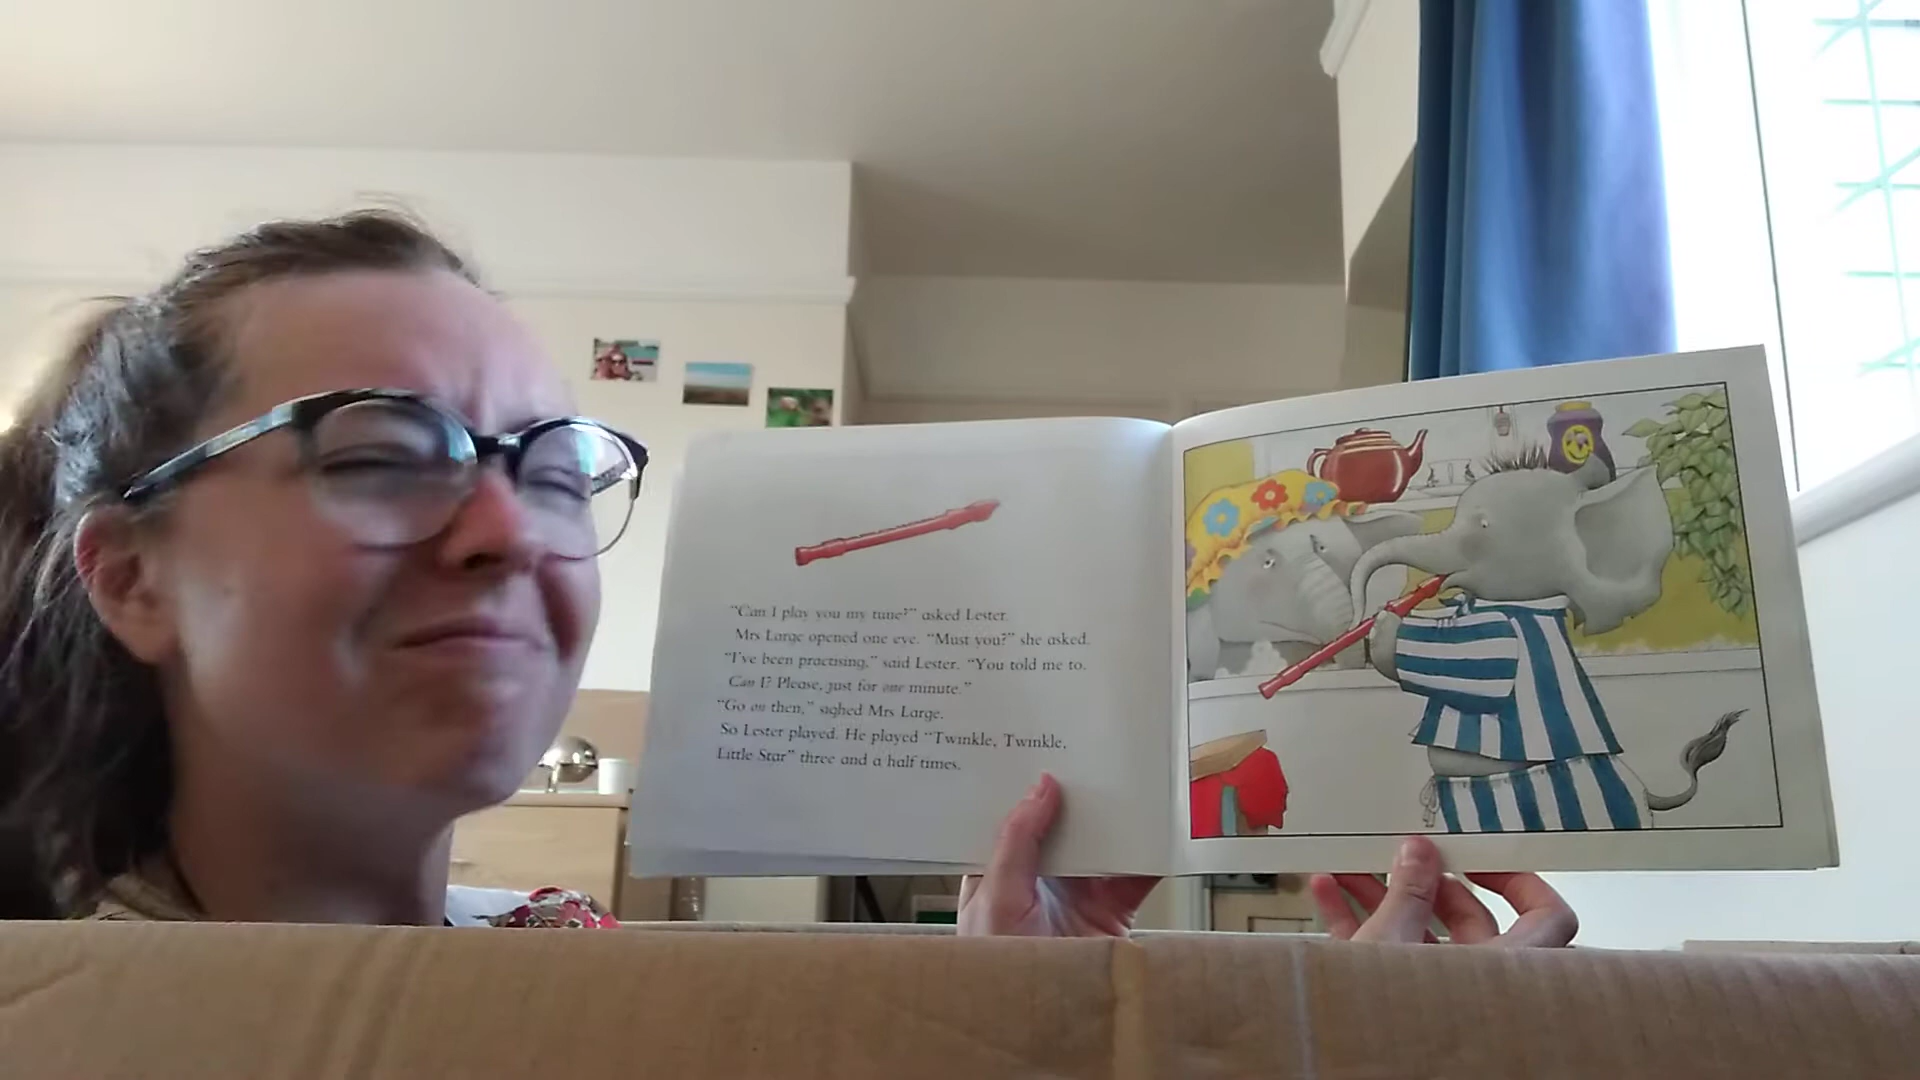 "Can I play you my tune?" asked Lester.
Mrs Large opened one eye. "Must you?" she asked.
"I've been practising," said Lester. "You told me to.
Can I? Please, just for one minute."
"Go on then," sighed Mrs Large.
So Lester played. He played "Twinkle, Twinkle,
Little Star" three and a half times.